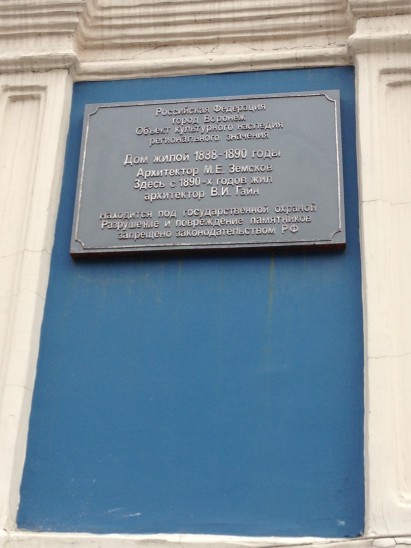 Российская Федерация
город Воронеж
Объект культурного наследия
регионального значения
Дом жилой 1888-1890 годы
Архитектор М.Е. Земское
Здесь с 1890-х годов жил
архитектор В.И. Гайн
Находится под государственной охраной
Разрушение и повреждение памятников
запрещено законодательством РФ